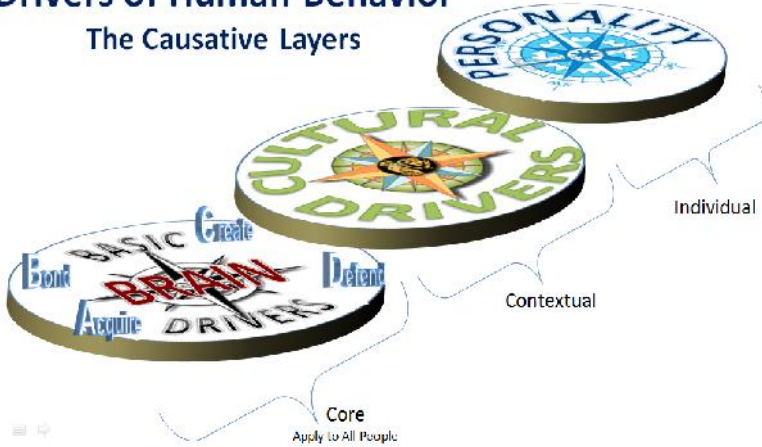 Drivers of Human Behavior
The Causative Layers
PERSONALITY
CULTURAL
DRIVERS
Individual
Create
BASIC
Bond
BRAIN
Defend
Acquire
DRIVERS
Contextual
Core
Apply to All People